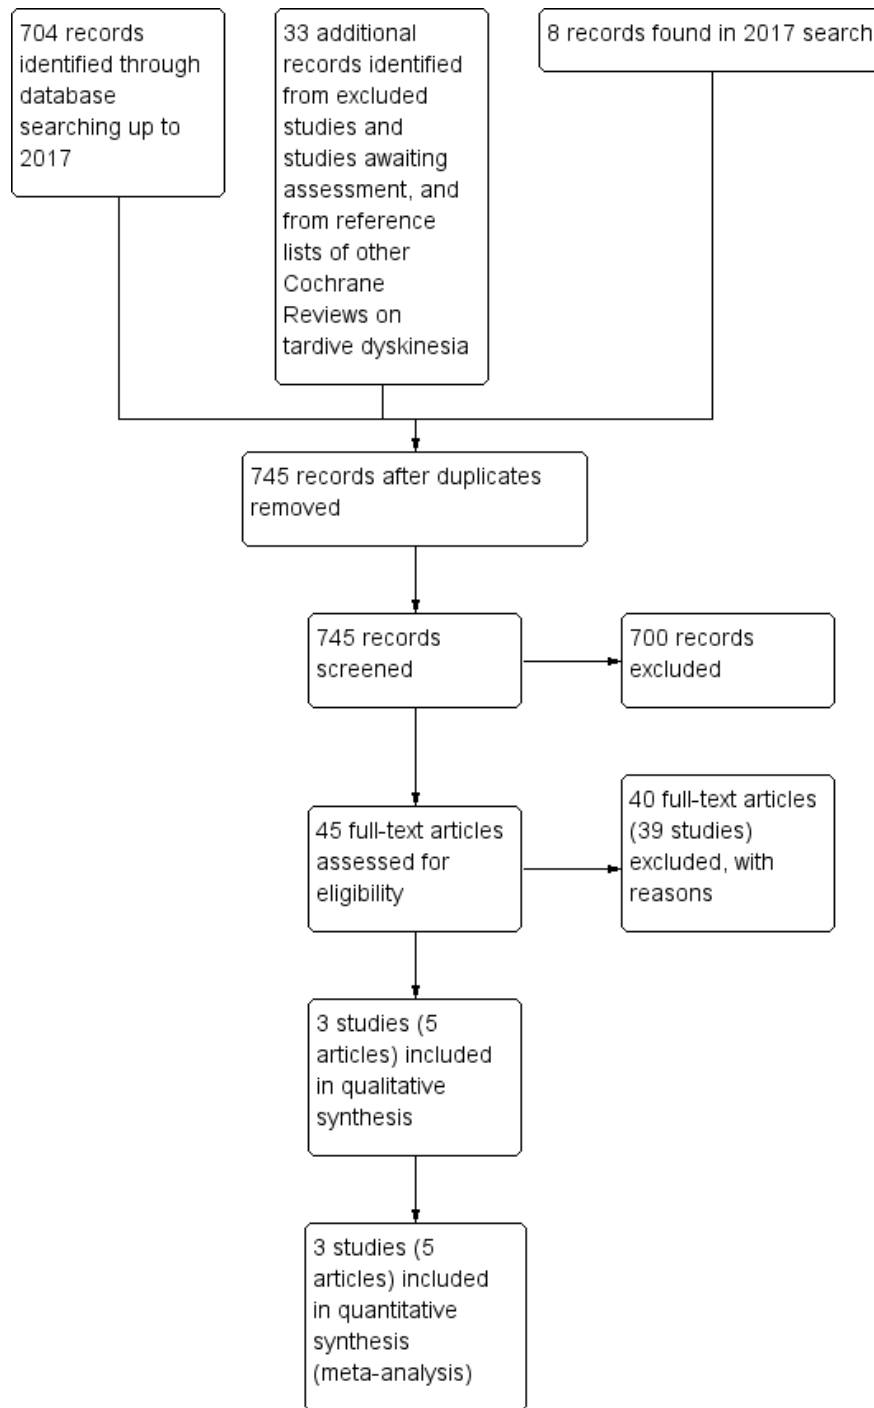 704 records
identified through
database
searching up to
2017
33 additional
records identified
from excluded
studies and
studies awaiting
assessment, and
from reference
lists of other
Cochrane
Reviews on
tardive dyskinesia
8 records found in 2017 search
745 records after duplicates
removed
745 records
screened
700 records
excluded
45 full-text articles
assessed for
eligibility
40 full-text articles
(39 studies)
excluded, with
reasons
3 studies (5
articles) included
in qualitative
synthesis
3 studies (5
articles) included
in quantitative
synthesis
(meta-analysis)